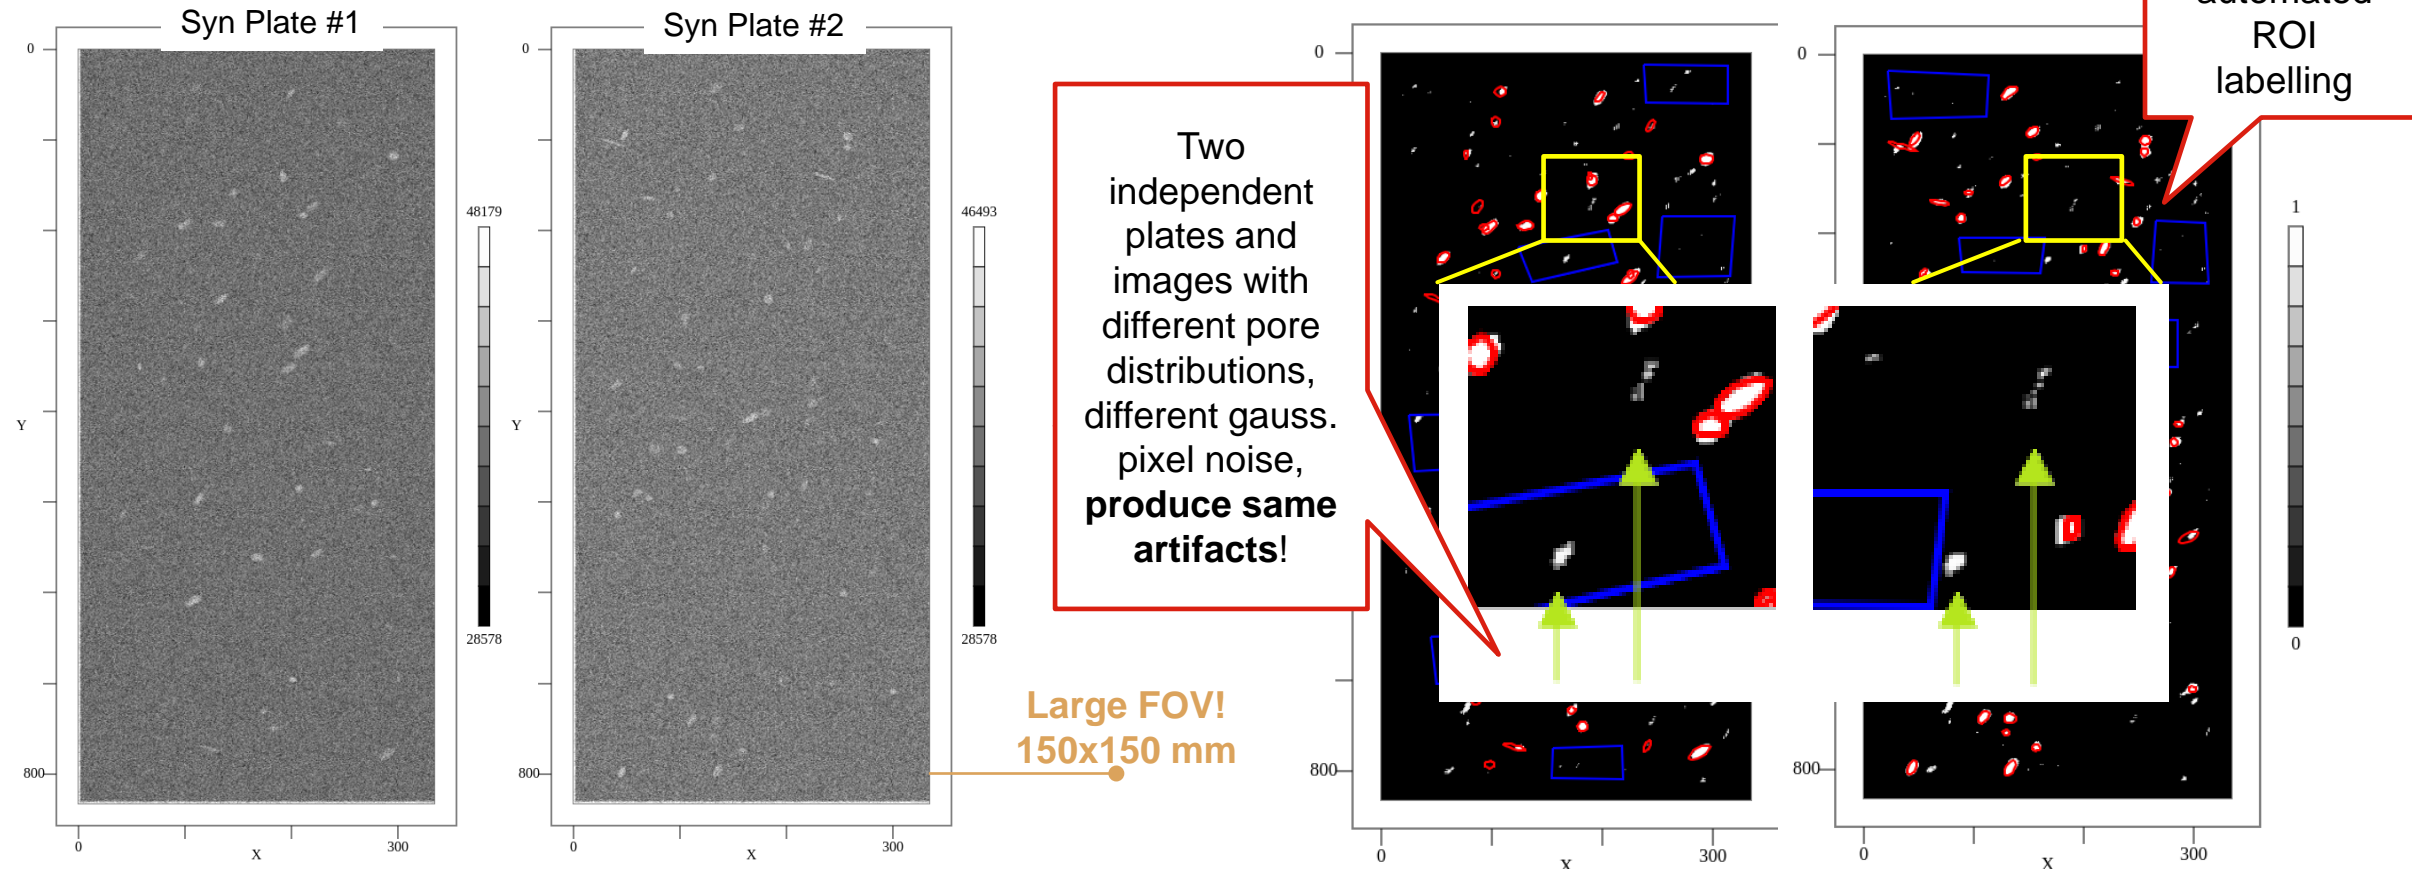 Syn Plate #1
0
Y
800
0
300
X
48179
28578
Syn Plate #2
0
Y
800
0
300
X
46493
28578
Large FOV!
150x150 mm
Two
independent
plates and
images with
different pore
distributions,
different gauss.
pixel noise,
produce same
artifacts!
0
800
0
300
X
0
800
0
300
X
automated
ROI
labelling
1
0